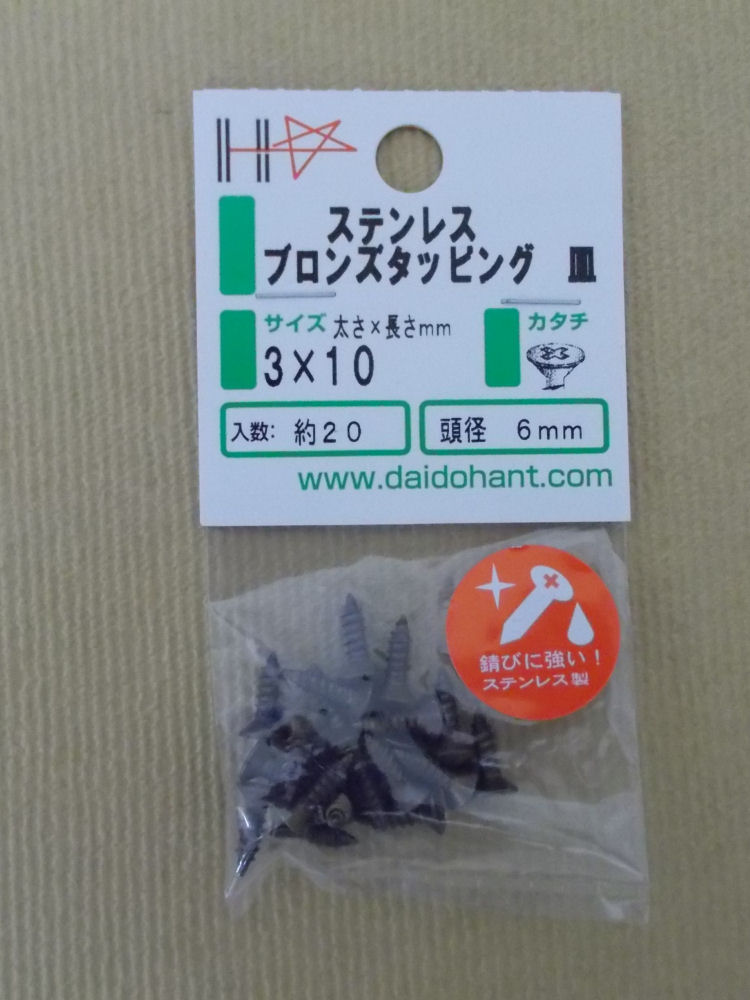 H
ステンレス
ブロンズタッピング 皿
サイズ 太さ×長さmm
3×10
カタチ
入数: 約20
頭径 6mm
www.daidohant.com
錆びに強い!
ステンレス製